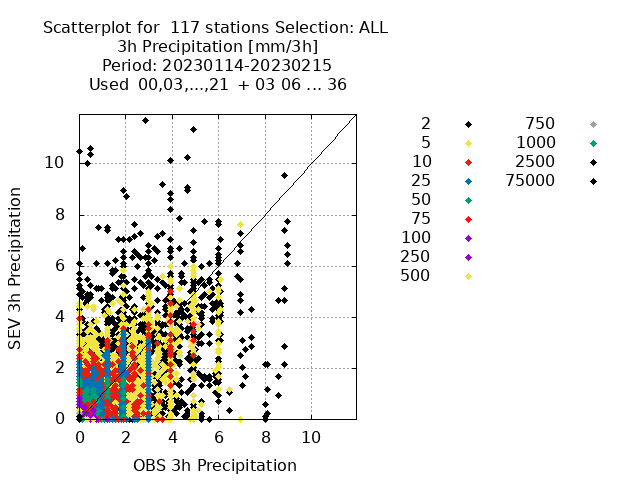 Scatterplot for  117 stations Selection: ALL
3h Precipitation [mm/3h]
Period: 20230114-20230215
Used  00,03,...,21  + 03 06 ... 36
2
5
10
25
50
75
100
250
500
750
1000
2500
75000
SEV 3h Precipitation
10
8
6
4
2
0
0 2 4 6 8 10
OBS 3h Precipitation